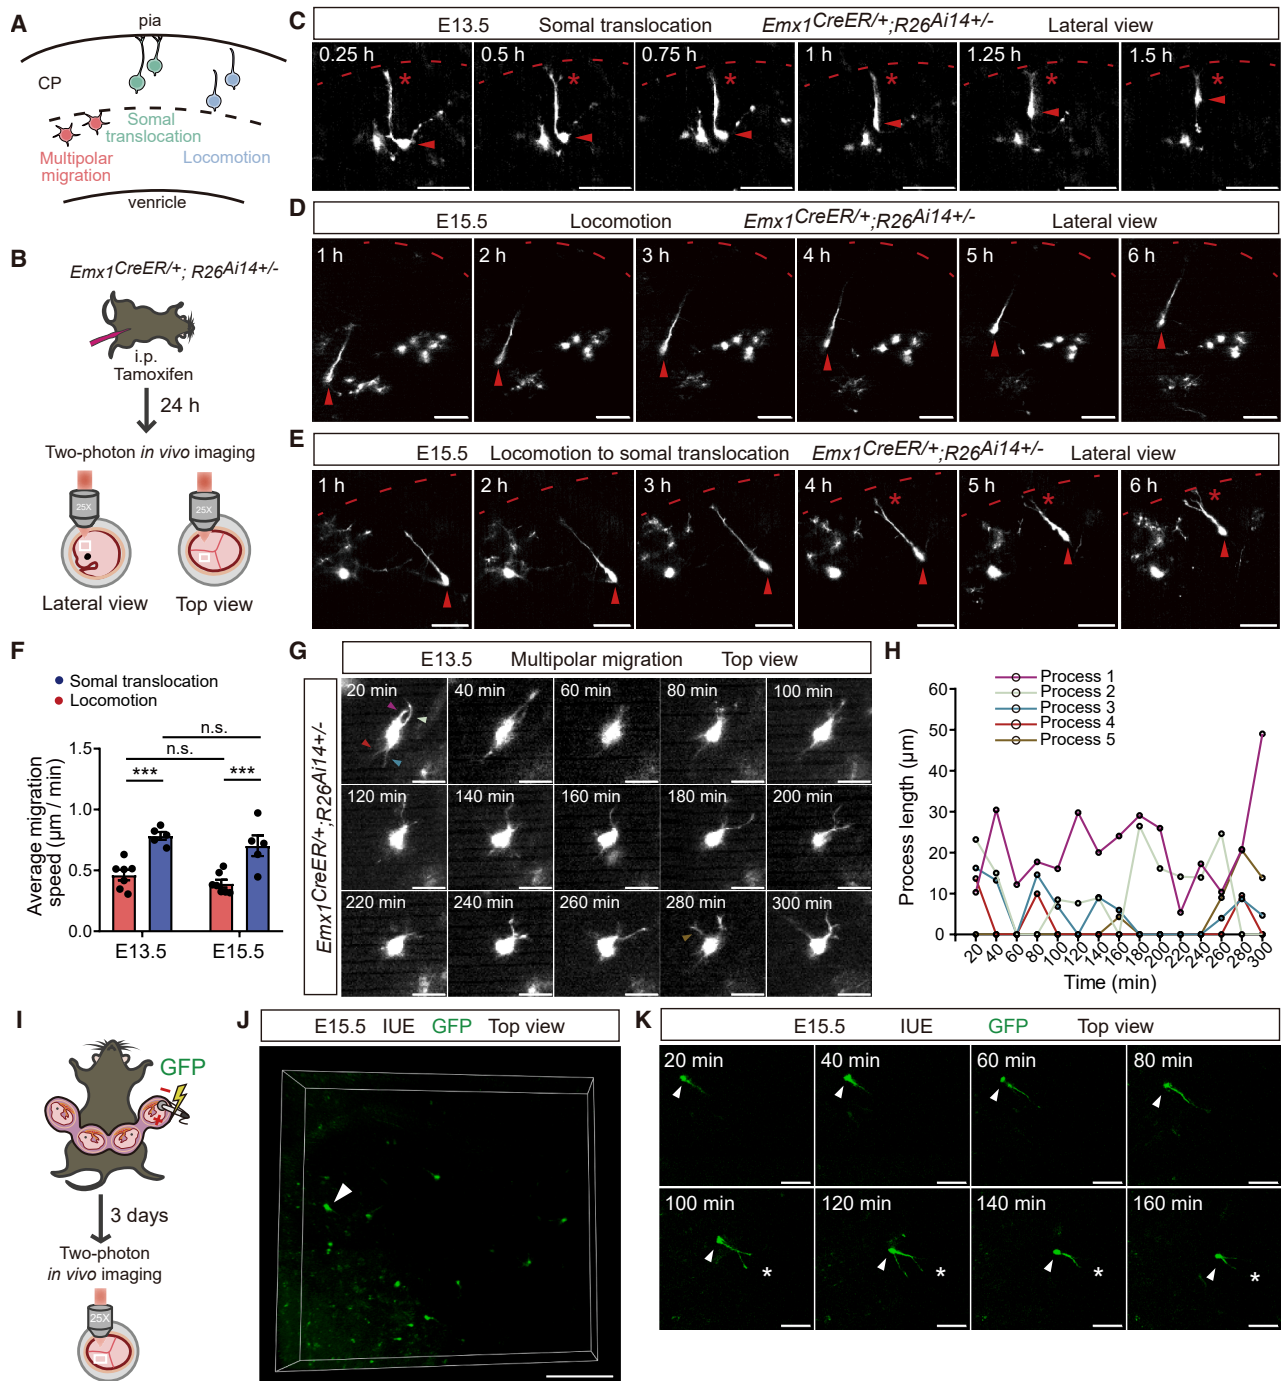 A
pia
CP
Somal
translocation
Multipolar
migration
Locomotion
venricle
B
Emx1CreER/+; R26Ai14+/-
i.p.
Tamoxifen
24 h
Two-photon in vivo imaging
25X
25X
Lateral view
Top view
C
E13.5 Somal translocation Emx1CreER/+;R26Ai14+/- Lateral view
0.25 h
0.5 h
0.75 h
1 h
1.25 h
1.5 h
*
*
*
*
*
*
D
E15.5 Locomotion Emx1CreER/+;R26Ai14+/- Lateral view
1 h
2 h
3 h
4 h
5 h
6 h
E
E15.5 Locomotion to somal translocation Emx1CreER/+;R26Ai14+/- Lateral view
1 h
2 h
3 h
4 h
5 h
6 h
*
*
*
F
Somal translocation
Locomotion
n.s.
n.s.
***
***
Average migration
speed (μm / min)
1.5
1.0
0.5
0.0
E13.5
E15.5
G
E13.5 Multipolar migration Top view
Emx1CreER/+;R26Ai14+/-
20 min
40 min
60 min
80 min
100 min
120 min
140 min
160 min
180 min
200 min
220 min
240 min
260 min
280 min
300 min
H
Process 1
Process 2
Process 3
Process 4
Process 5
Process length (μm)
60
50
40
30
20
10
0
20
40
60
80
100
120
140
160
180
200
220
240
260
280
300
Time (min)
I
GFP
3 days
Two-photon
in vivo imaging
25X
J
E15.5 IUE GFP Top view
K
E15.5 IUE GFP Top view
20 min
40 min
60 min
80 min
100 min
120 min
140 min
160 min
*
*
*
*